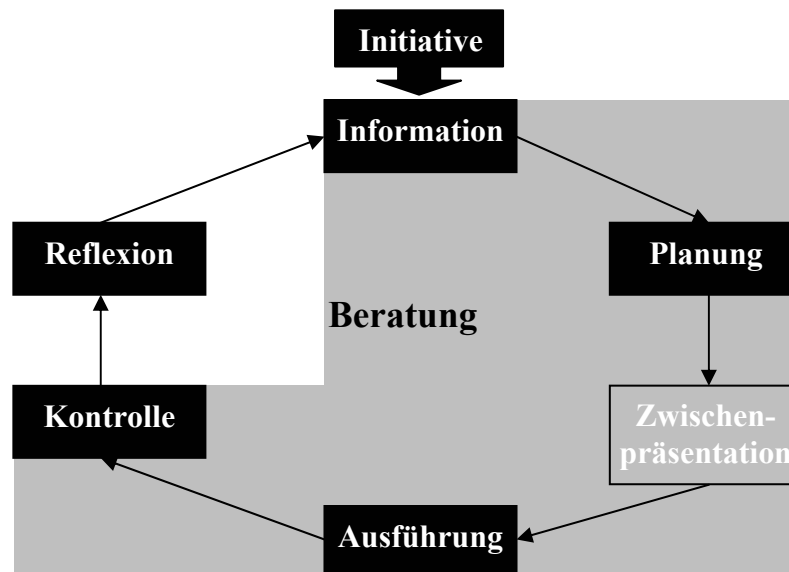 Initiative
Information
Reflexion
Planung
Beratung
Kontrolle
Zwischen-
präsentation
Ausführung